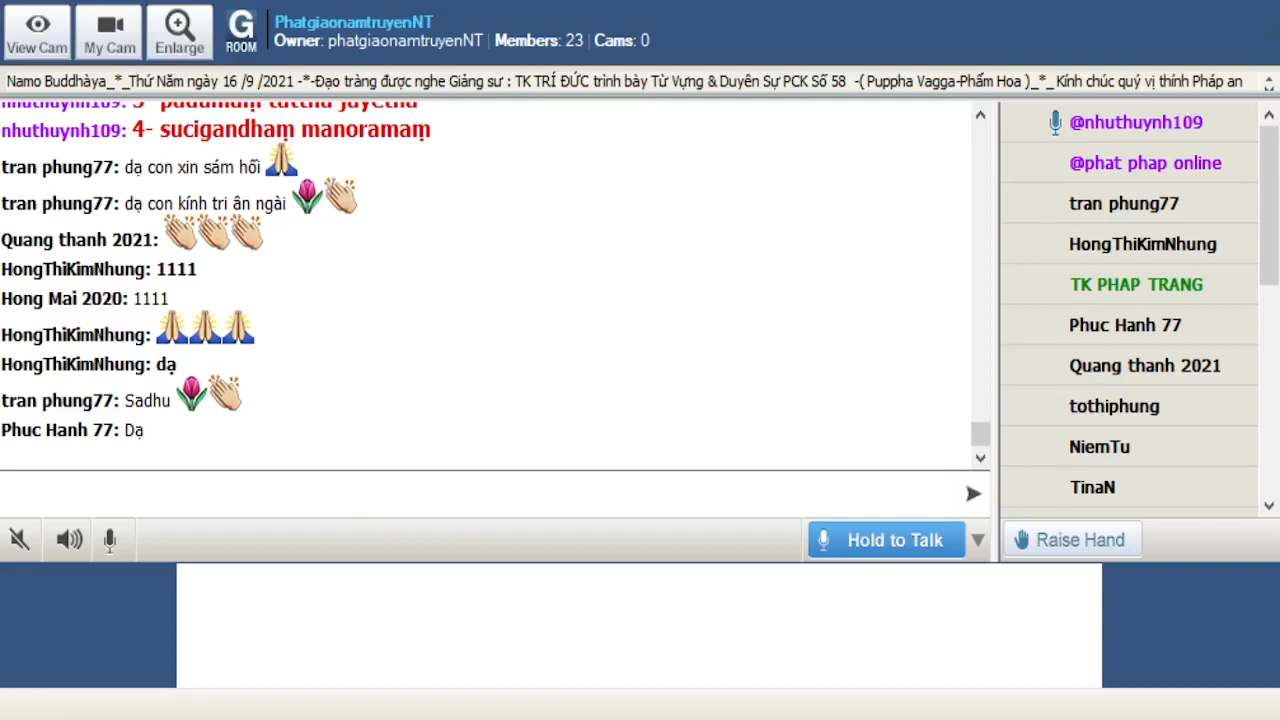 View Cam
My Cam
Enlarge
G
ROOM
PhatgiaonamtruyenNT
Owner: phatgiaonamtruyenNT | Members: 23 | Cams: 0
Namo Buddhàya_*_Thứ Năm ngày 16 /9 /2021 -*-Đạo tràng được nghe Giảng sư : TK TRÍ ĐỨC trình bày Từ Vựng & Duyên Sự PCK Số 58 -( Puppha Vagga-Phẩm Hoa )_*_ Kính chúc quý vị thính Pháp an
nhuthuynh109: 3- padumaṃ tattha jāyetha
nhuthuynh109: 4- sucigandhaṃ manoramaṃ
tran phung77: dạ con xin sám hối 🙏
tran phung77: dạ con kính tri ân ngài 🌷👏
Quang thanh 2021: 👏👏👏
HongThiKimNhung: 1111
Hong Mai 2020: 1111
HongThiKimNhung: 🙏🙏🙏
HongThiKimNhung: dạ
tran phung77: Sadhu 🌷👏
Phuc Hanh 77: Dạ
@nhuthuynh109
@phat phap online
tran phung77
HongThiKimNhung
TK PHAP TRANG
Phuc Hanh 77
Quang thanh 2021
tothiphung
NiemTu
TinaN
Hold to Talk
Raise Hand